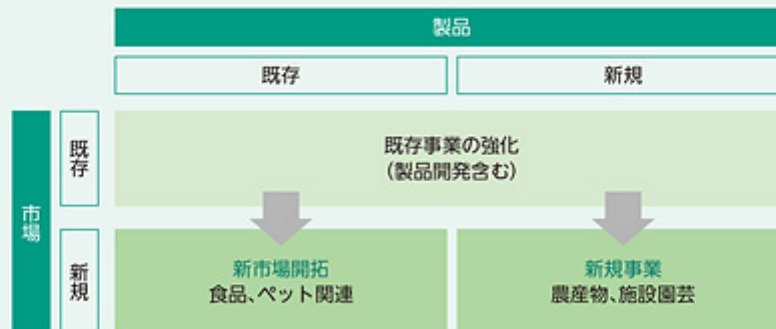 製品
既存
新規
市場
既存
既存事業の強化
(製品開発含む)
新規
新市場開拓
食品、ペット関連
新規事業
農産物、施設園芸